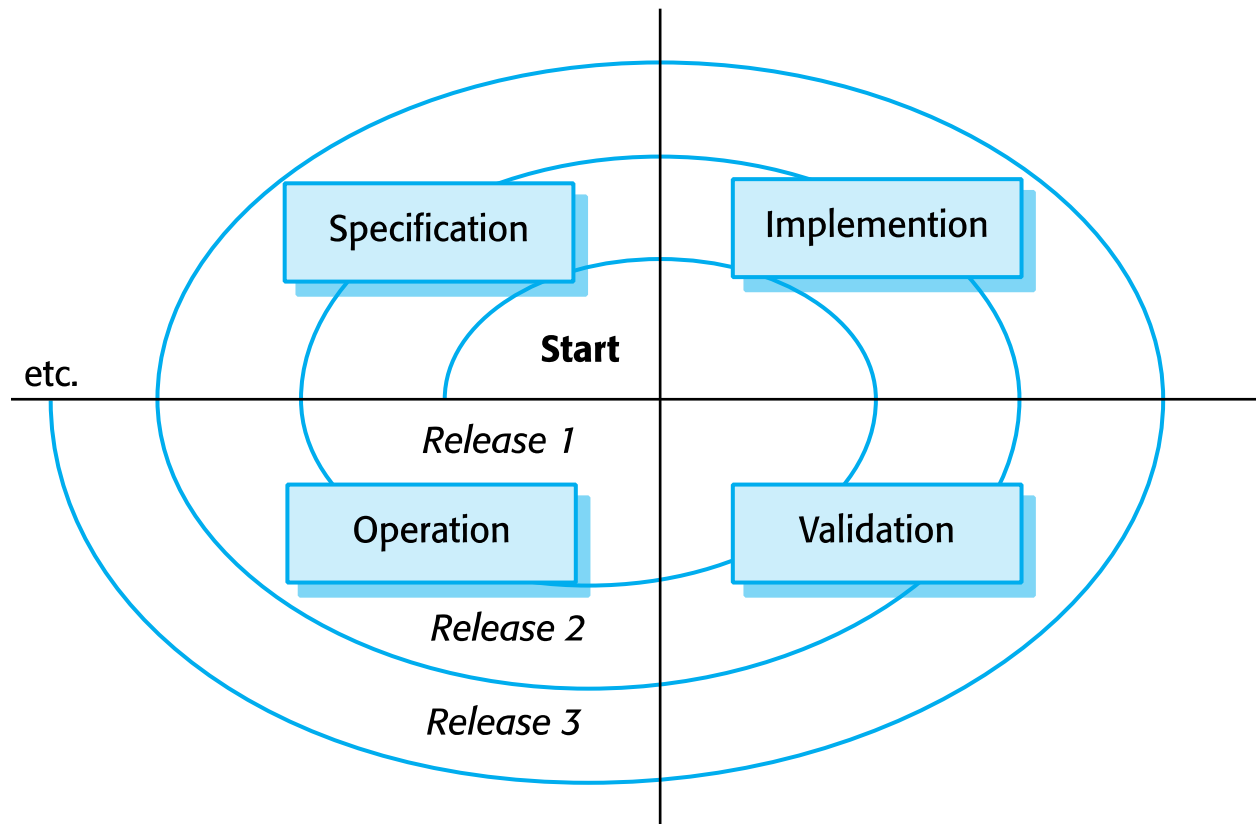 Specification
Implemention
Start
etc.
Release 1
Operation
Validation
Release 2
Release 3